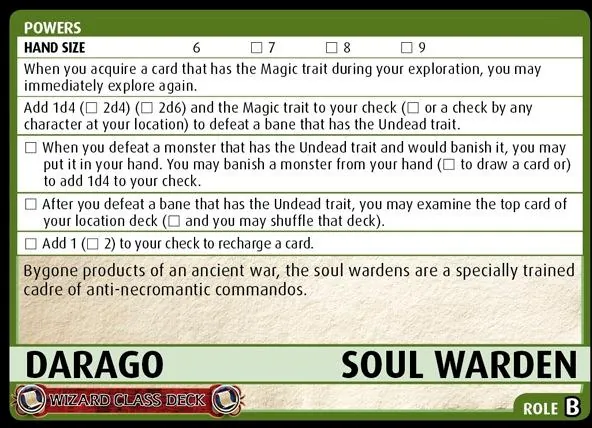 POWERS
HAND SIZE 6 ☐ 7 ☐ 8 ☐ 9
When you acquire a card that has the Magic trait during your exploration, you may
immediately explore again.
Add 1d4 (☐ 2d4) (☐ 2d6) and the Magic trait to your check (☐ or a check by any
character at your location) to defeat a bane that has the Undead trait.
☐ When you defeat a monster that has the Undead trait and would banish it, you may
put it in your hand. You may banish a monster from your hand (☐ to draw a card or)
to add 1d4 to your check.
☐ After you defeat a bane that has the Undead trait, you may examine the top card of
your location deck (☐ and you may shuffle that deck).
☐ Add 1 (☐ 2) to your check to recharge a card.
Bygone products of an ancient war, the soul wardens are a specially trained
cadre of anti-necromantic commandos.
DARAGO SOUL WARDEN
WIZARD CLASS DECK
ROLE B